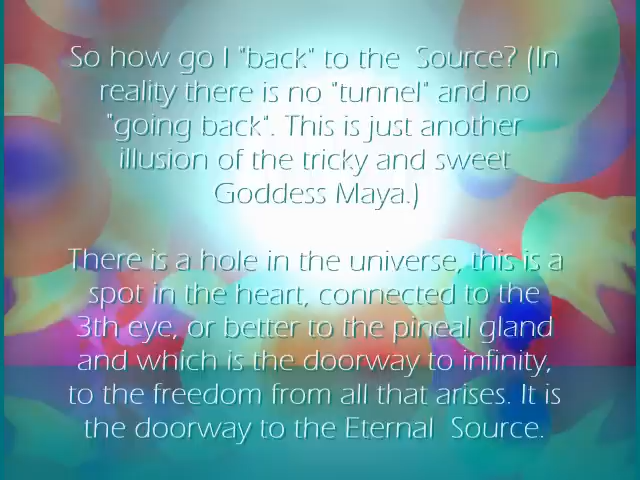 So how go I "back" to the Source? (In
reality there is no "tunnel" and no
"going back". This is just another
illusion of the tricky and sweet
Goddess Maya.)
There is a hole in the universe, this is a
spot in the heart, connected to the
3th eye, or better to the pineal gland
and which is the doorway to infinity,
to the freedom from all that arises. It is
the doorway to the Eternal Source.